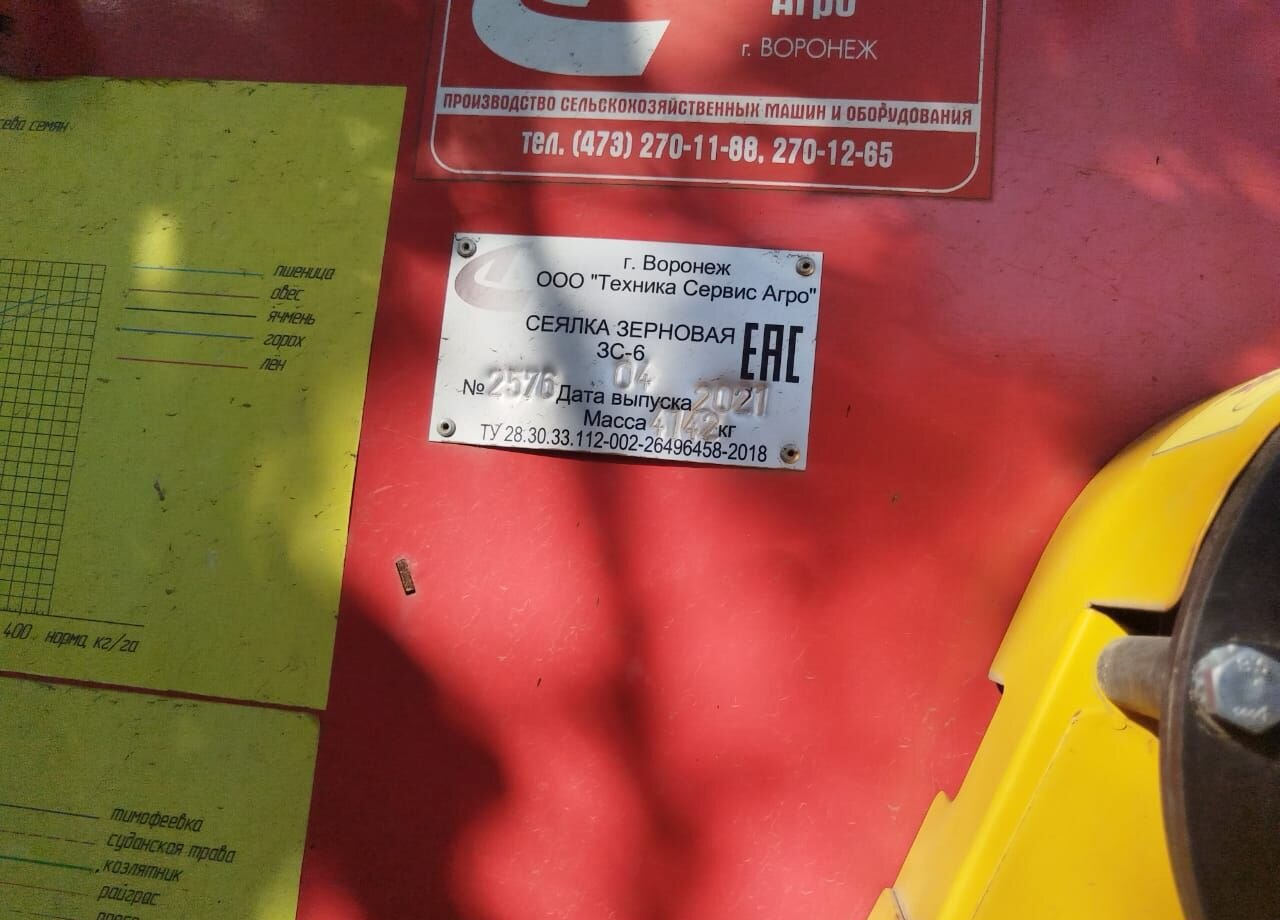 Агро
г. ВОРОНЕЖ
ПРОИЗВОДСТВО СЕЛЬСКОХОЗЯЙСТВЕННЫХ МАШИН И ОБОРУДОВАНИЯ
тел. (473) 270-11-88, 270-12-65
г. Воронеж
ООО "Техника Сервис Агро"
СЕЯЛКА ЗЕРНОВАЯ
ЗС-6
EAC
04
№ 2576 Дата выпуска 2021
Масса 4142 кг
ТУ 28.30.33.112-002-26496458-2018
семян
пшеница
овес
ячмень
горох
лён
400 норма, кг/га
тимофеевка
суданская трава
козлятник
райграс